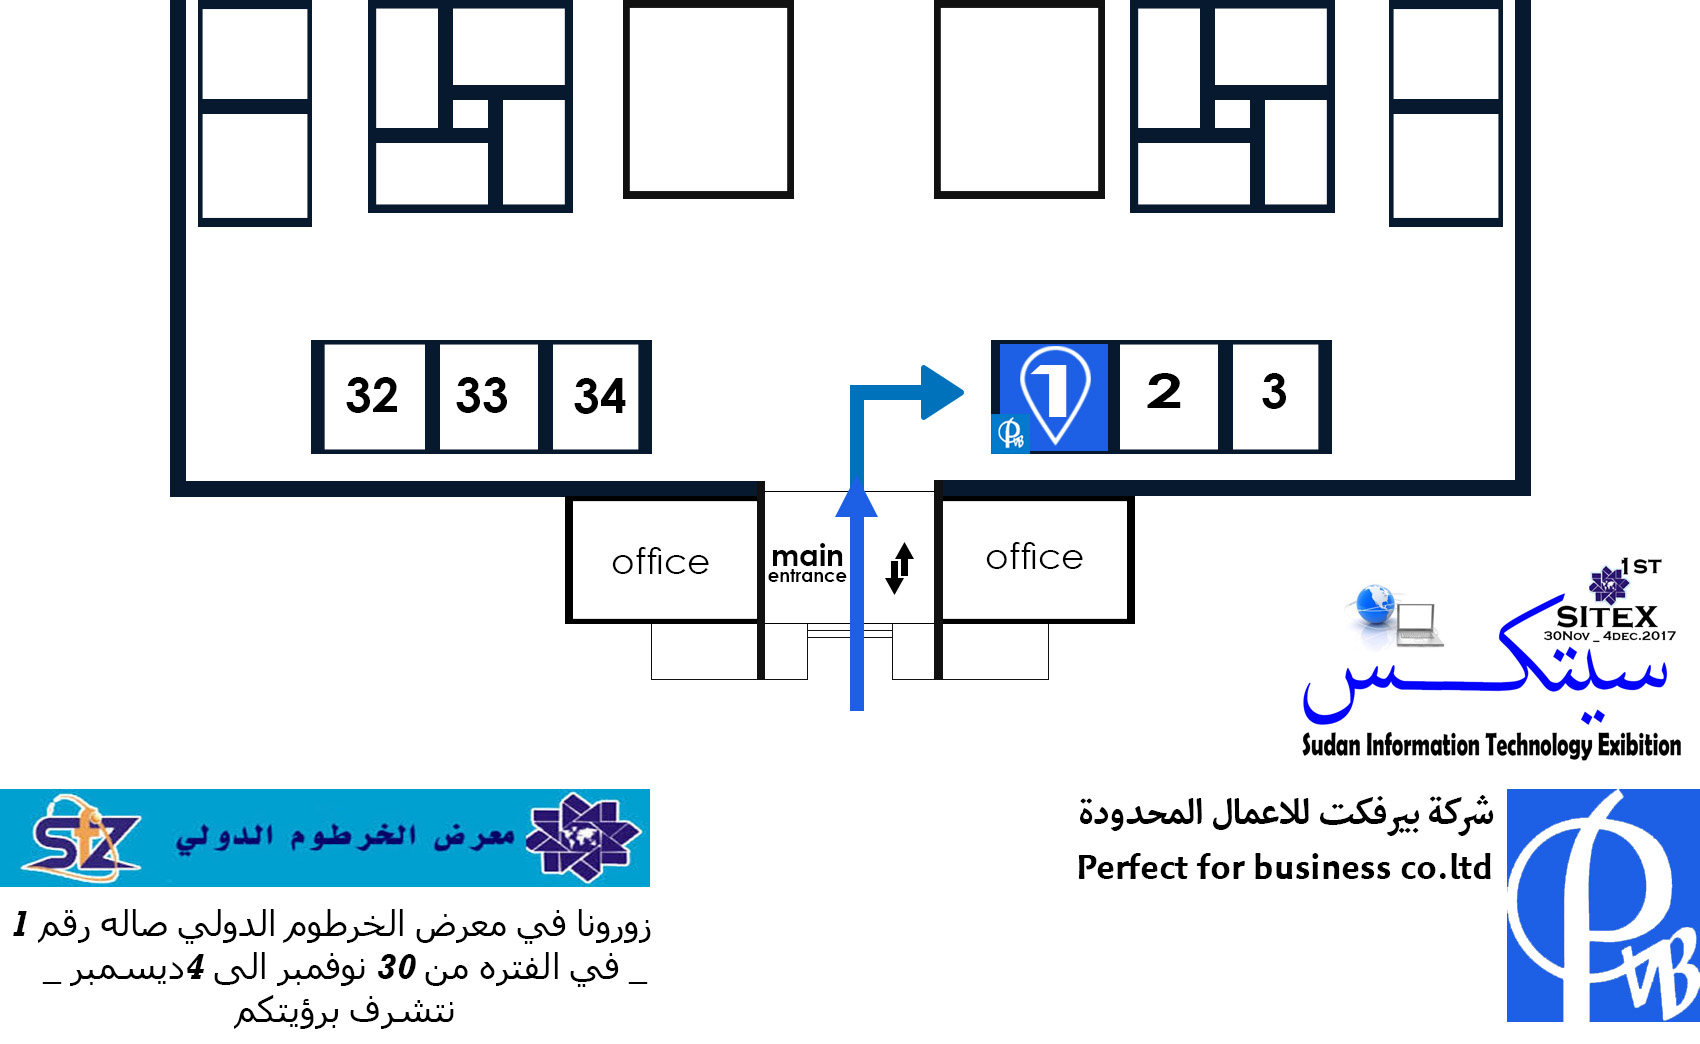 32 33 34
1 2 3
office
main
entrance
office
1ST
SITEX
30Nov _ 4dec.2017
سيتكس
Sudan Information Technology Exibition
معرض الخرطوم الدولي
شركة بيرفكت للاعمال المحدودة
Perfect for business co.ltd
زورونا في معرض الخرطوم الدولي صاله رقم 1
_ في الفتره من 30 نوفمبر الى 4ديسمبر _
نتشرف برؤيتكم